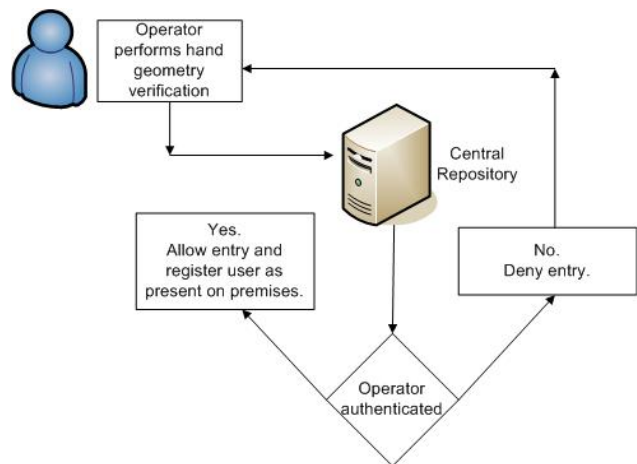 Operator
performs hand
geometry
verification
Central
Repository
Yes.
Allow entry and
register user as
present on premises.
No.
Deny entry.
Operator
authenticated